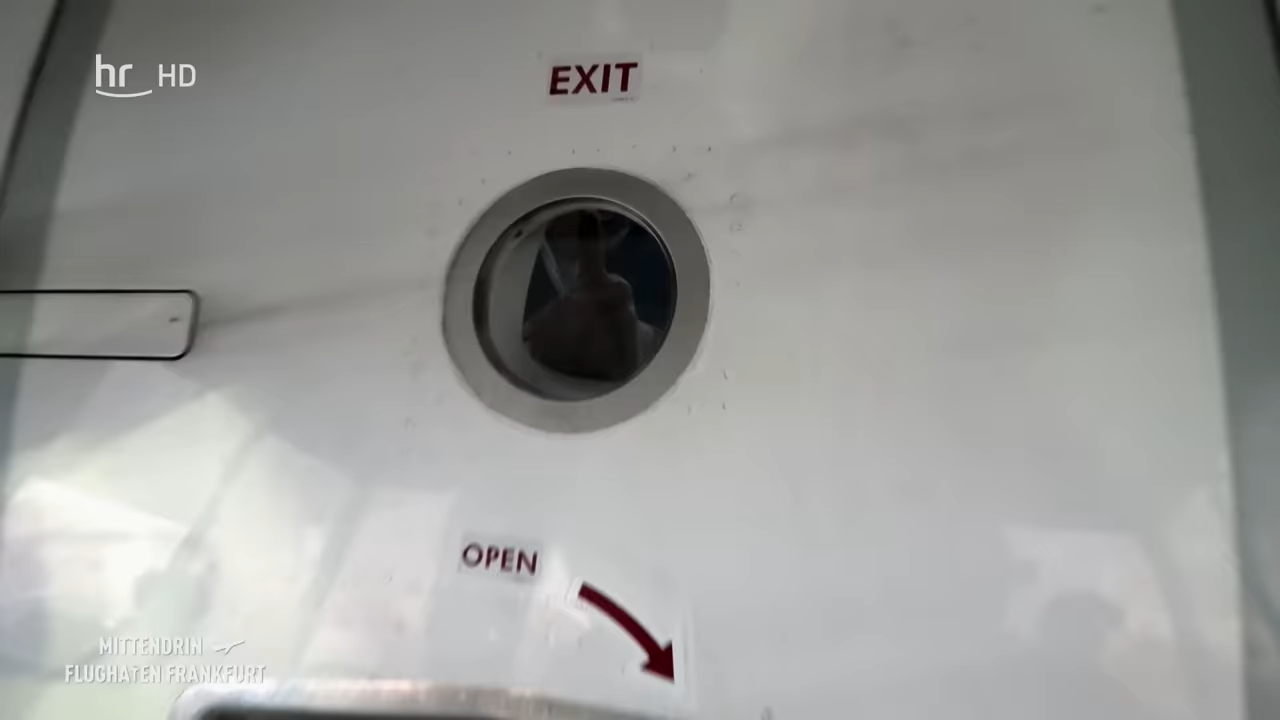 hr HD
EXIT
OPEN
MITTENDRIN
FLUGHAFEN FRANKFURT